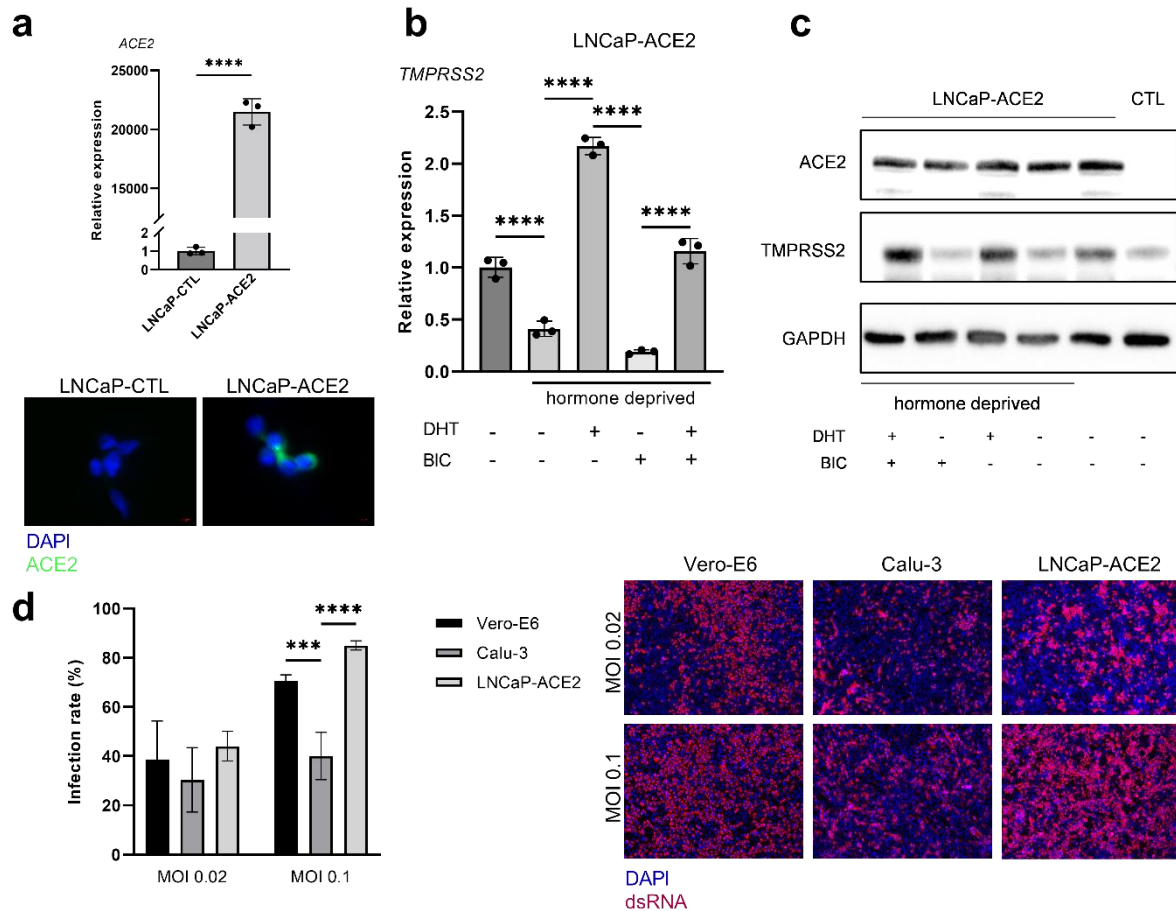 a
ACE2
****
Relative expression
25000
20000
15000
10000
2
1
0
LNCaP-CTL
LNCaP-ACE2
LNCaP-CTL LNCaP-ACE2
DAPI
ACE2
b
LNCaP-ACE2
TMPRSS2
****
****
****
****
Relative expression
2.5
2.0
1.5
1.0
0.5
0.0
hormone deprived
DHT - - + - +
BIC - - - + +
c
LNCaP-ACE2 CTL
ACE2
TMPRSS2
GAPDH
hormone deprived
DHT + - + - - -
BIC + + - - - -
d
Infection rate (%)
100
80
60
40
20
0
***
****
MOI 0.02 MOI 0.1
Vero-E6
Calu-3
LNCaP-ACE2
Vero-E6 Calu-3 LNCaP-ACE2
MOI 0.02
MOI 0.1
DAPI
dsRNA